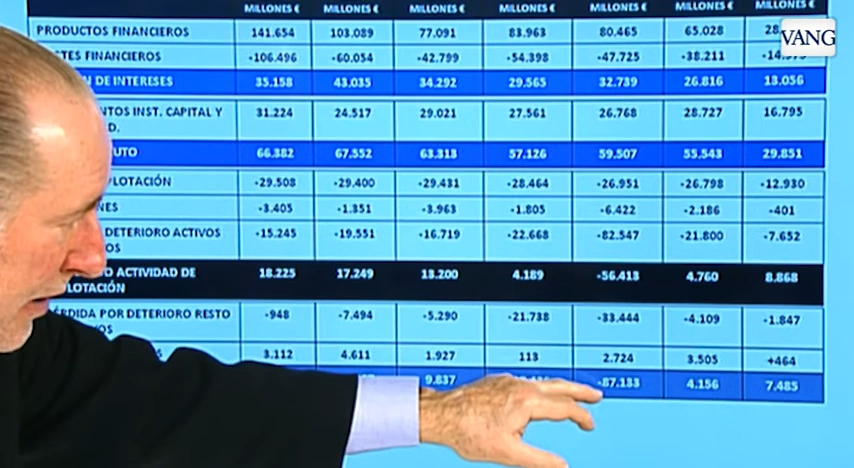 MILLONES € MILLONES € MILLONES € MILLONES € MILLONES € MILLONES € MILLONES €
PRODUCTOS FINANCIEROS 141.654 103.089 77.091 83.963 80.465 65.028 28.
VANG
TES FINANCIEROS -106.496 -60.054 -42.799 -54.398 -47.725 -38.211
N DE INTERESES 35.158 43.035 34.292 29.565 32.739 26.816 13.056
NTOS INST. CAPITAL Y 31.224 24.517 29.021 27.561 26.768 28.727 16.795
D.
UTO 66.382 67.552 63.313 57.126 59.507 55.543 29.851
LOTACIÓN -29.508 -29.400 -29.431 -28.464 -26.951 -26.798 -12.930
NES -3.405 -1.351 -3.963 -1.805 -6.422 -2.186 -401
DETERIORO ACTIVOS -15.245 -19.551 -16.719 -22.668 -82.547 -21.800 -7.652
OS
O ACTIVIDAD DE 18.225 17.249 13.200 4.189 -56.413 4.760 8.868
LOTACIÓN
ÉRDIDA POR DETERIORO RESTO -948 -7.494 -5.290 -21.738 -33.444 -4.109 -1.847
VOS
S 3.112 4.611 1.927 113 2.724 3.505 +464
9.837 -87.133 4.156 7.485